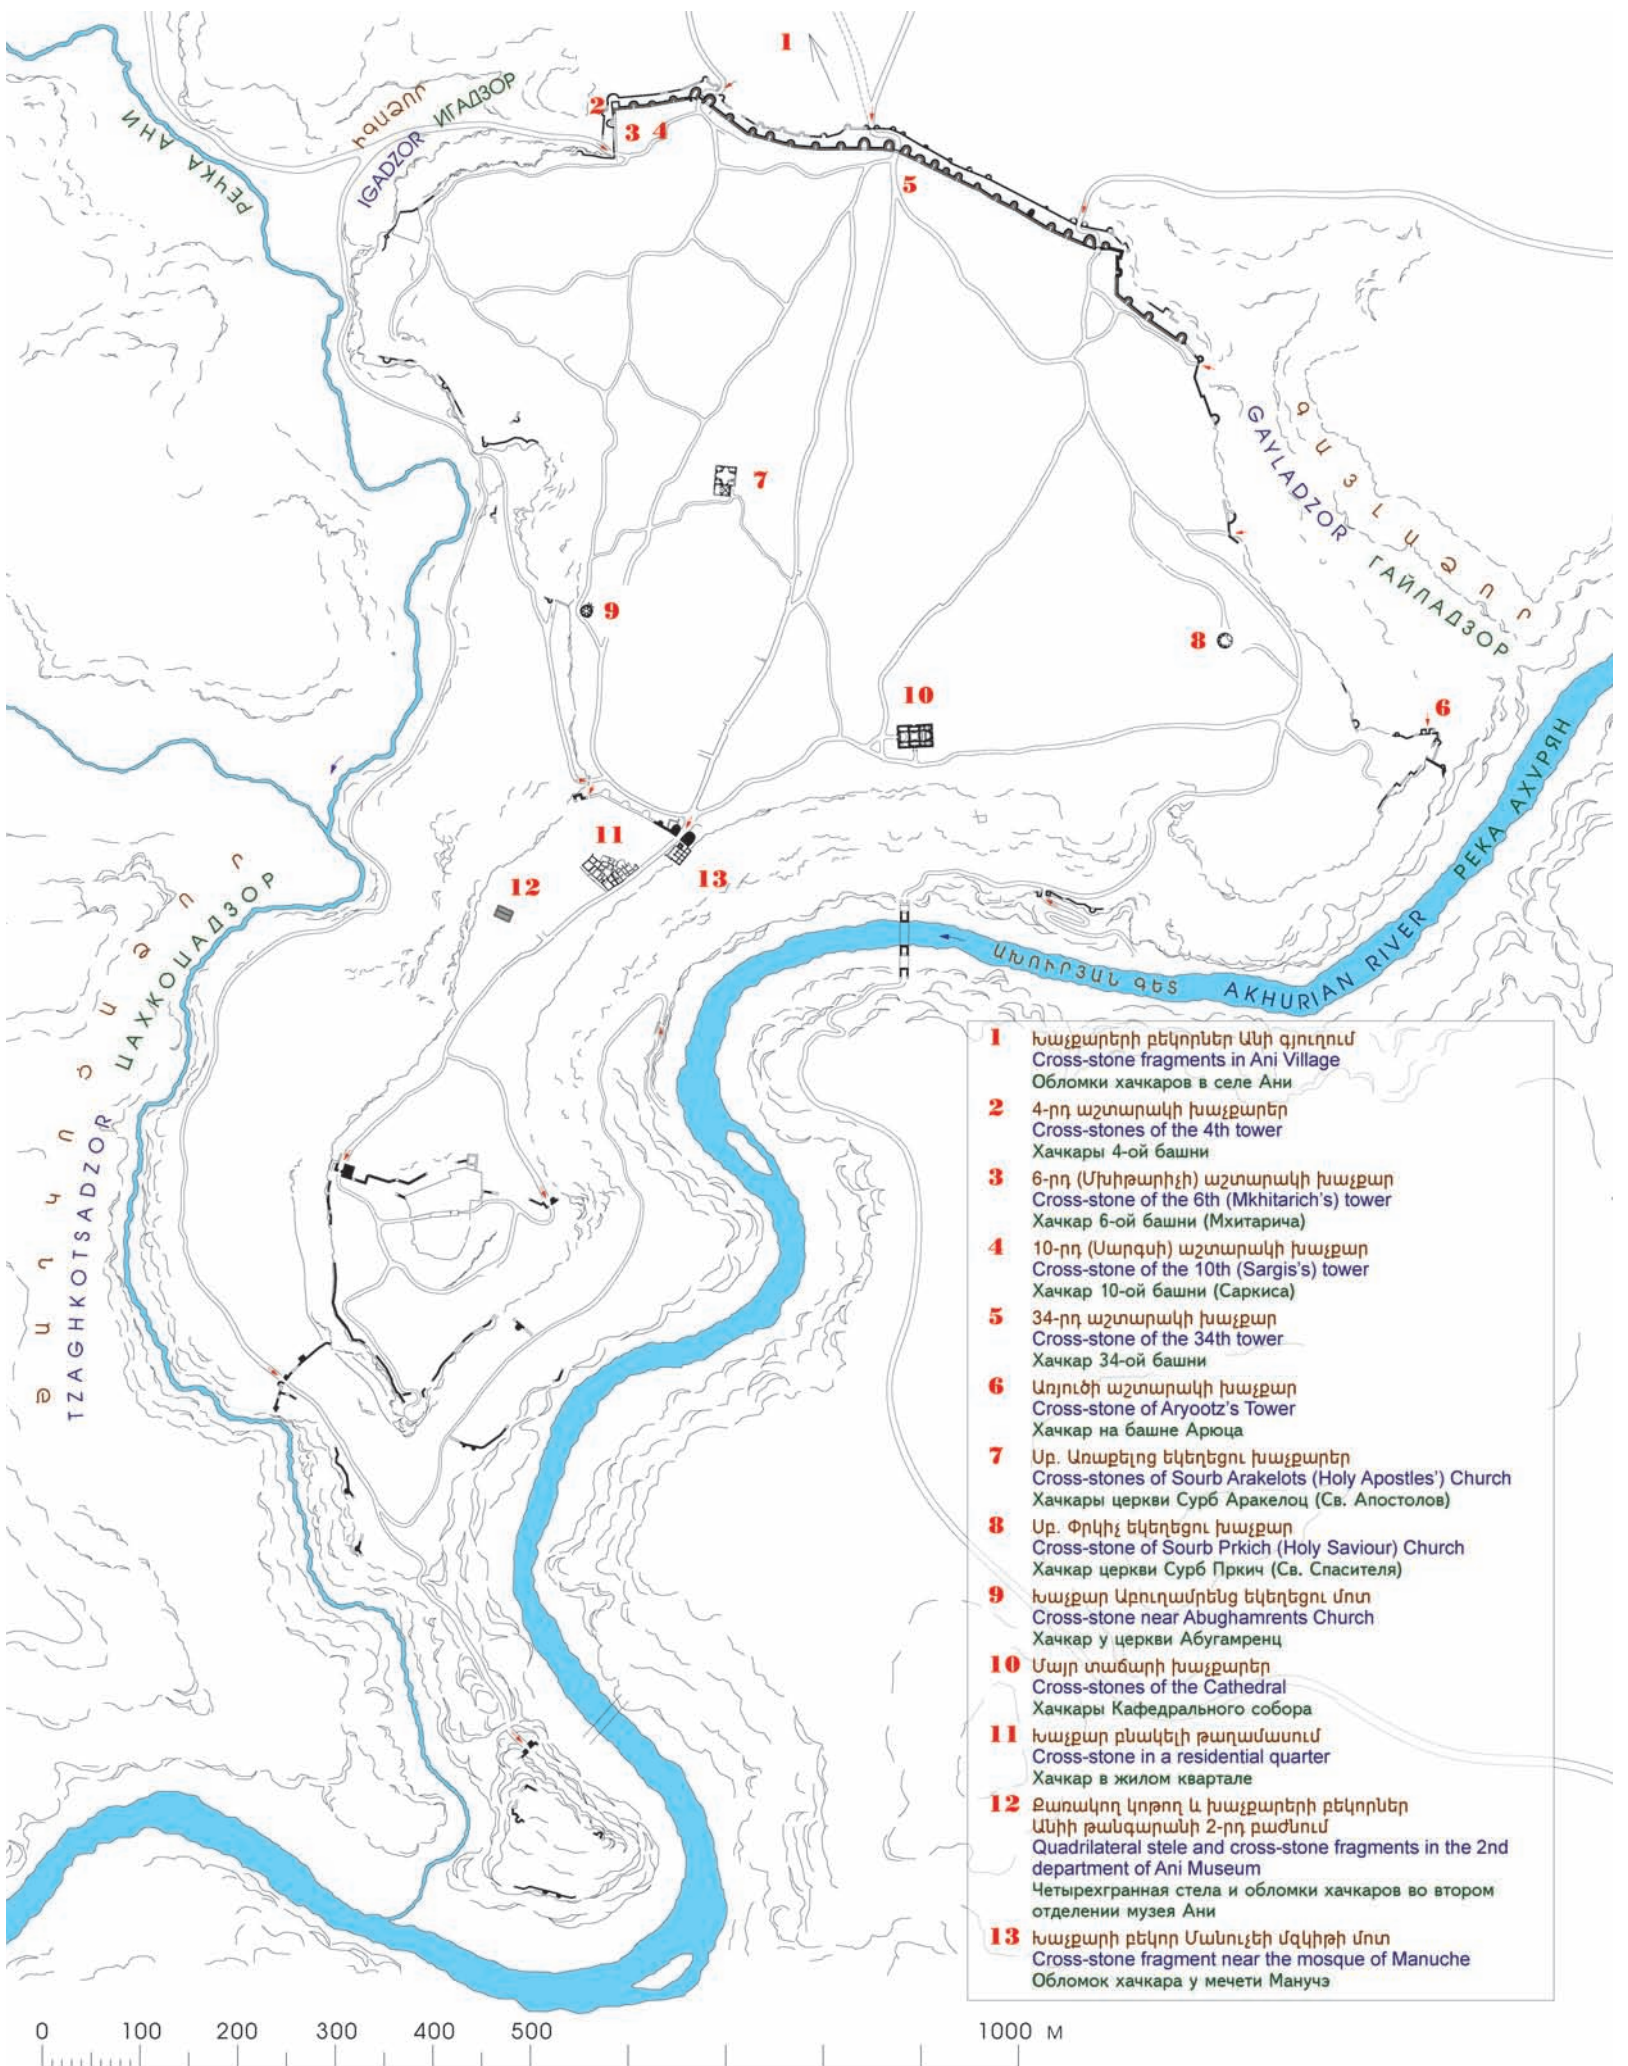 1
2
3 4
5
ԻԳԱՁՈՐ
IGADZOR
ИГАДЗОР
РЕЧКА АНИ
ԳԱՅԼԱՁՈՐ
GAYLADZOR
ГАЙЛАДЗОР
7
9
8
10
6
11
12
13
ԾԱՂԿՈՑԱՁՈՐ
ЦАХКОЦАДЗОР
TZAGHKOTSADZOR
ԱԽՈՒՐՅԱՆ ԳԵՏ
AKHURIAN RIVER
РЕКА АХУРЯН
1 Խաչքարերի բեկորներ Անի գյուղում
Cross-stone fragments in Ani Village
Обломки хачкаров в селе Ани
2 4-րդ աշտարակի խաչքարեր
Cross-stones of the 4th tower
Хачкары 4-ой башни
3 6-րդ (Մխիթարիչի) աշտարակի խաչքար
Cross-stone of the 6th (Mkhitarich's) tower
Хачкар 6-ой башни (Мхитарича)
4 10-րդ (Սարգսի) աշտարակի խաչքար
Cross-stone of the 10th (Sargis's) tower
Хачкар 10-ой башни (Саркиса)
5 34-րդ աշտարակի խաչքար
Cross-stone of the 34th tower
Хачкар 34-ой башни
6 Առյուծի աշտարակի խաչքար
Cross-stone of Aryootz's Tower
Хачкар на башне Арюца
7 Սբ. Առաքելոց եկեղեցու խաչքարեր
Cross-stones of Sourb Arakelots (Holy Apostles') Church
Хачкары церкви Сурб Аракелоц (Св. Апостолов)
8 Սբ. Փրկիչ եկեղեցու խաչքար
Cross-stone of Sourb Prkich (Holy Saviour) Church
Хачкар церкви Сурб Пркич (Св. Спасителя)
9 Խաչքար Աբուղամրենց եկեղեցու մոտ
Cross-stone near Abughamrents Church
Хачкар у церкви Абугамренц
10 Մայր տաճարի խաչքարեր
Cross-stones of the Cathedral
Хачкары Кафедрального собора
11 Խաչքար բնակելի թաղամասում
Cross-stone in a residential quarter
Хачкар в жилом квартале
12 Քառակող կոթող և խաչքարերի բեկորներ
Անիի թանգարանի 2-րդ բաժնում
Quadrilateral stele and cross-stone fragments in the 2nd
department of Ani Museum
Четырехгранная стела и обломки хачкаров во втором
отделении музея Ани
13 Խաչքարի բեկոր Մանուչեի մզկիթի մոտ
Cross-stone fragment near the mosque of Manuche
Обломок хачкара у мечети Манучэ
0 100 200 300 400 500 1000 М